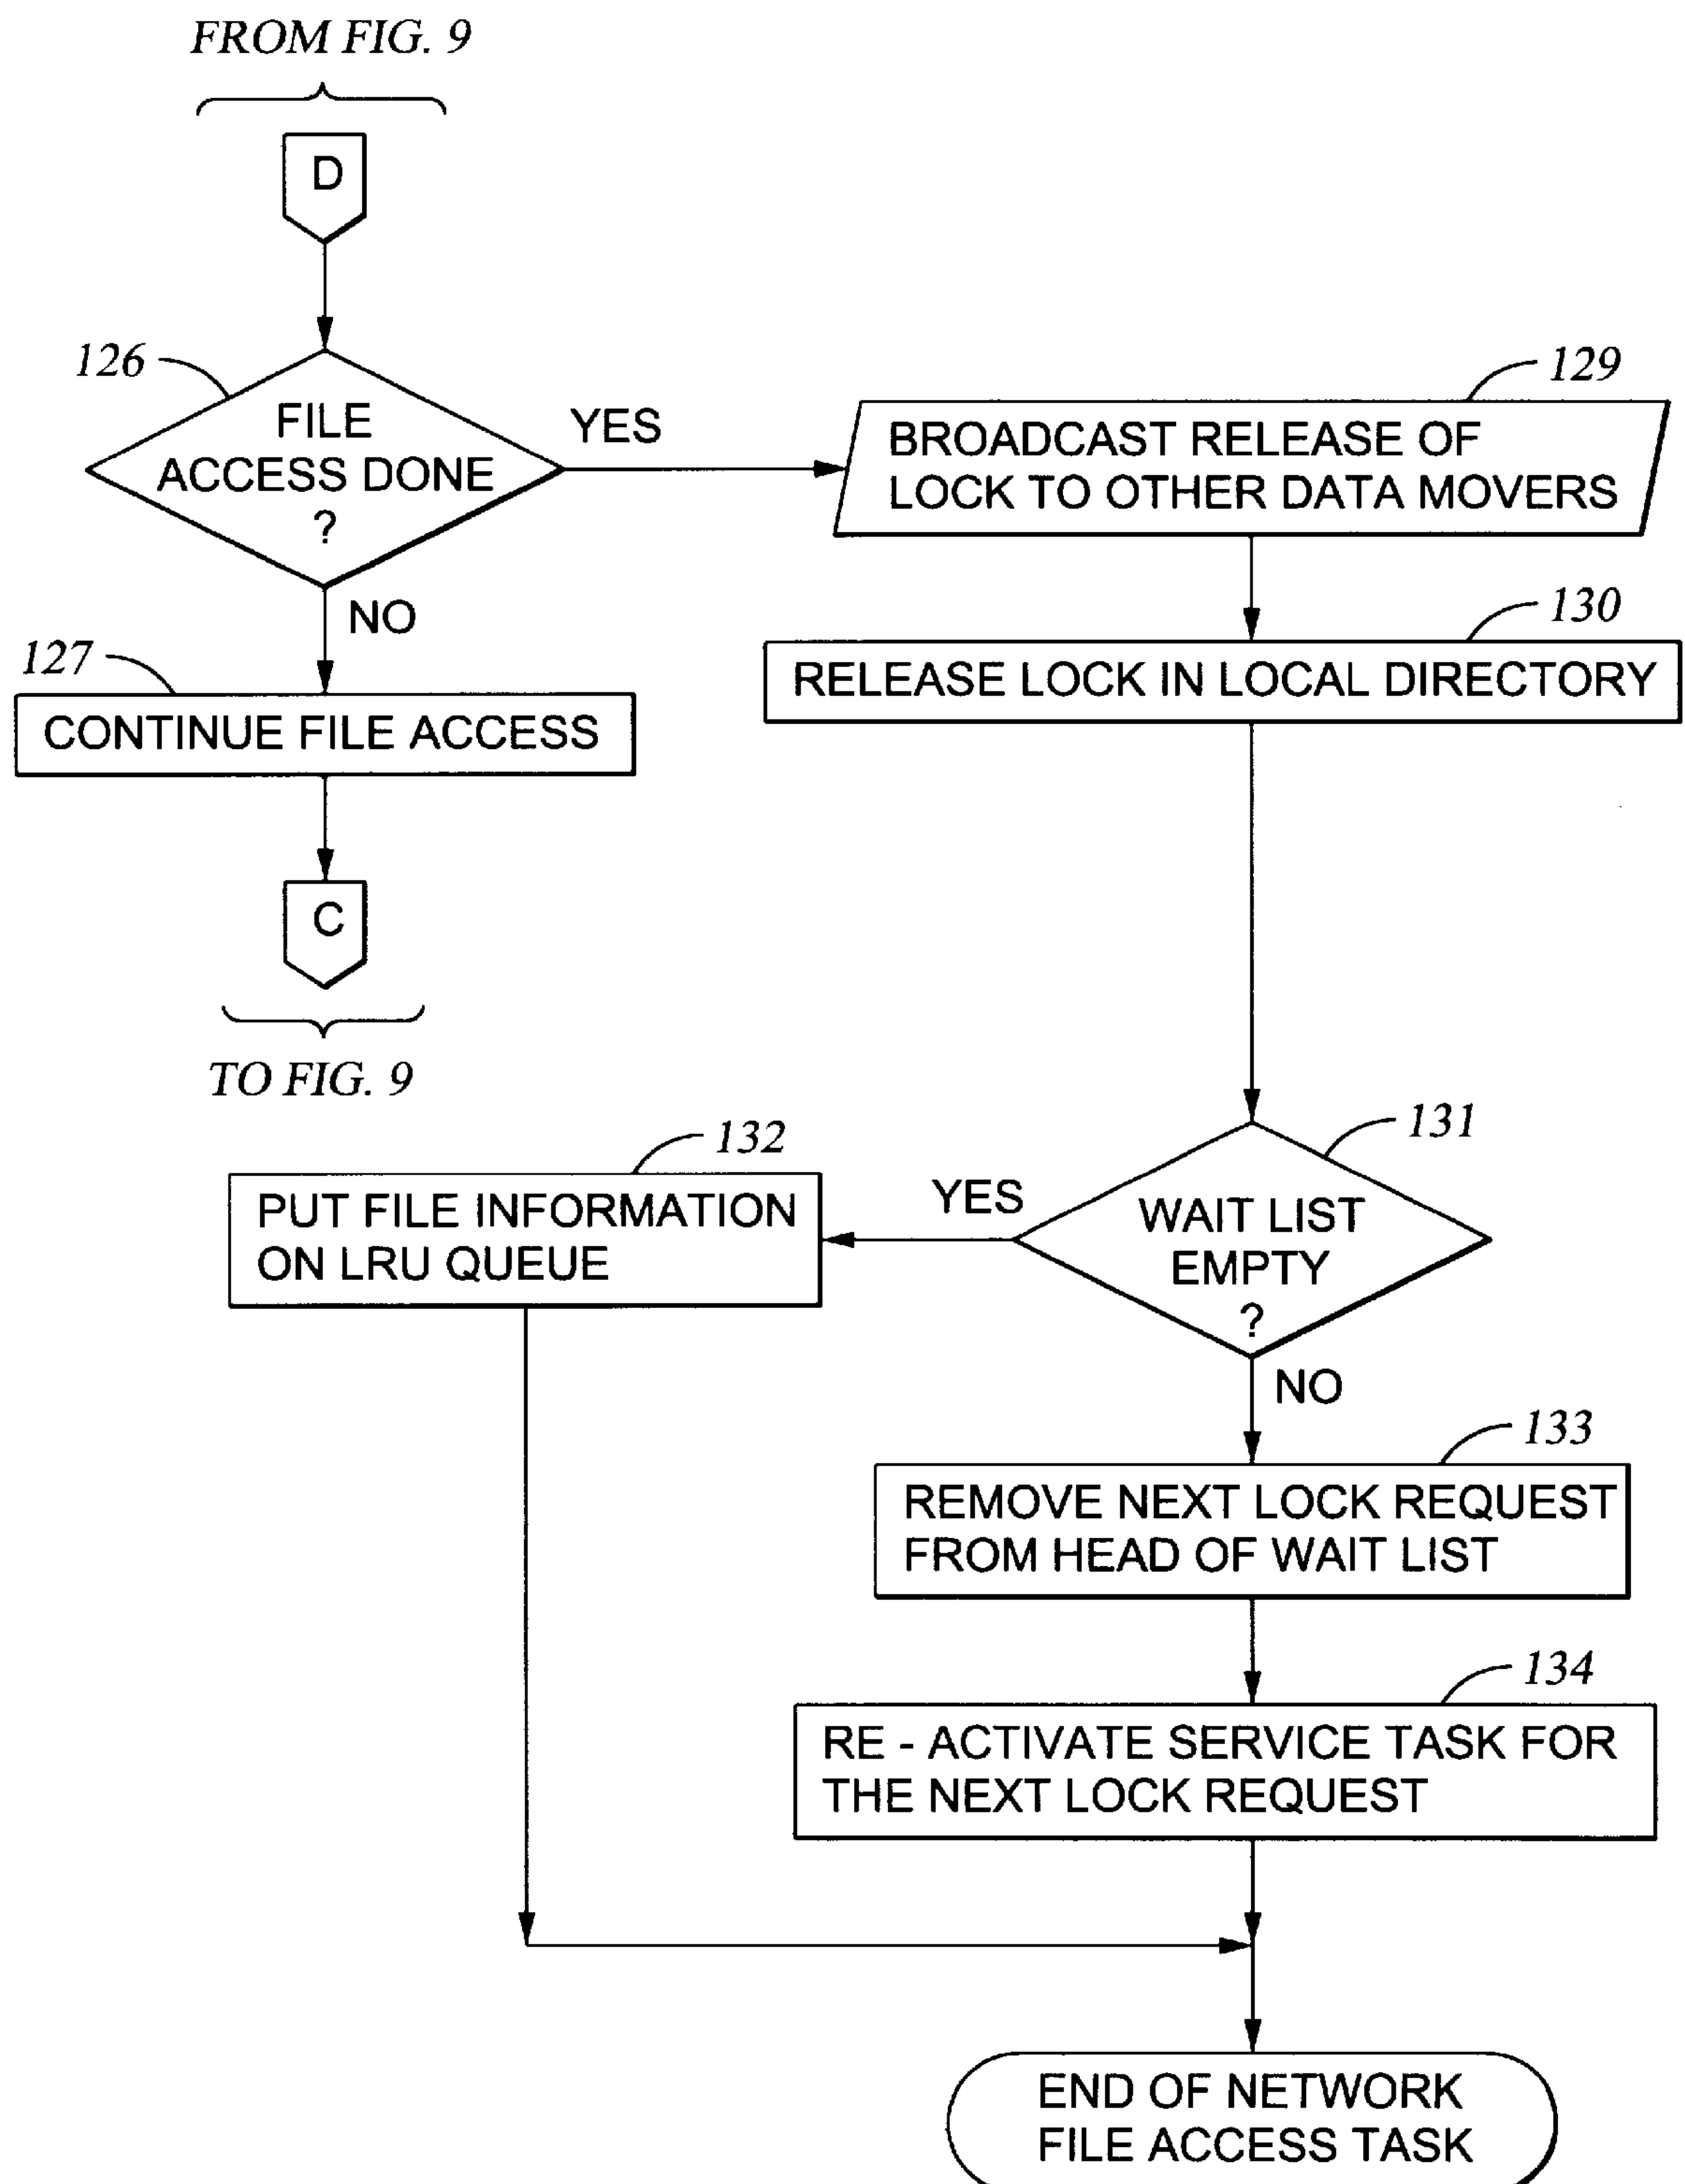 FROM FIG. 9
D
126
FILE
ACCESS DONE
?
YES
NO
127
CONTINUE FILE ACCESS
C
TO FIG. 9
129
BROADCAST RELEASE OF
LOCK TO OTHER DATA MOVERS
130
RELEASE LOCK IN LOCAL DIRECTORY
131
WAIT LIST
EMPTY
?
YES
132
PUT FILE INFORMATION
ON LRU QUEUE
NO
133
REMOVE NEXT LOCK REQUEST
FROM HEAD OF WAIT LIST
134
RE - ACTIVATE SERVICE TASK FOR
THE NEXT LOCK REQUEST
END OF NETWORK
FILE ACCESS TASK